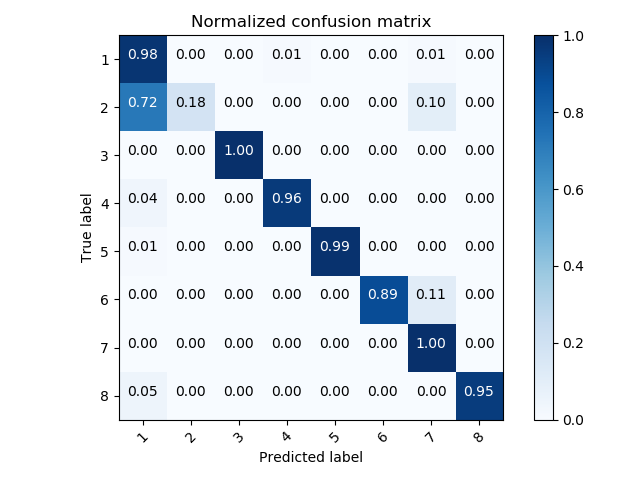 Normalized confusion matrix
True label
1 0.98 0.00 0.00 0.01 0.00 0.00 0.01 0.00
2 0.72 0.18 0.00 0.00 0.00 0.00 0.10 0.00
3 0.00 0.00 1.00 0.00 0.00 0.00 0.00 0.00
4 0.04 0.00 0.00 0.96 0.00 0.00 0.00 0.00
5 0.01 0.00 0.00 0.00 0.99 0.00 0.00 0.00
6 0.00 0.00 0.00 0.00 0.00 0.89 0.11 0.00
7 0.00 0.00 0.00 0.00 0.00 0.00 1.00 0.00
8 0.05 0.00 0.00 0.00 0.00 0.00 0.00 0.95
1 2 3 4 5 6 7 8
Predicted label
1.0
0.8
0.6
0.4
0.2
0.0